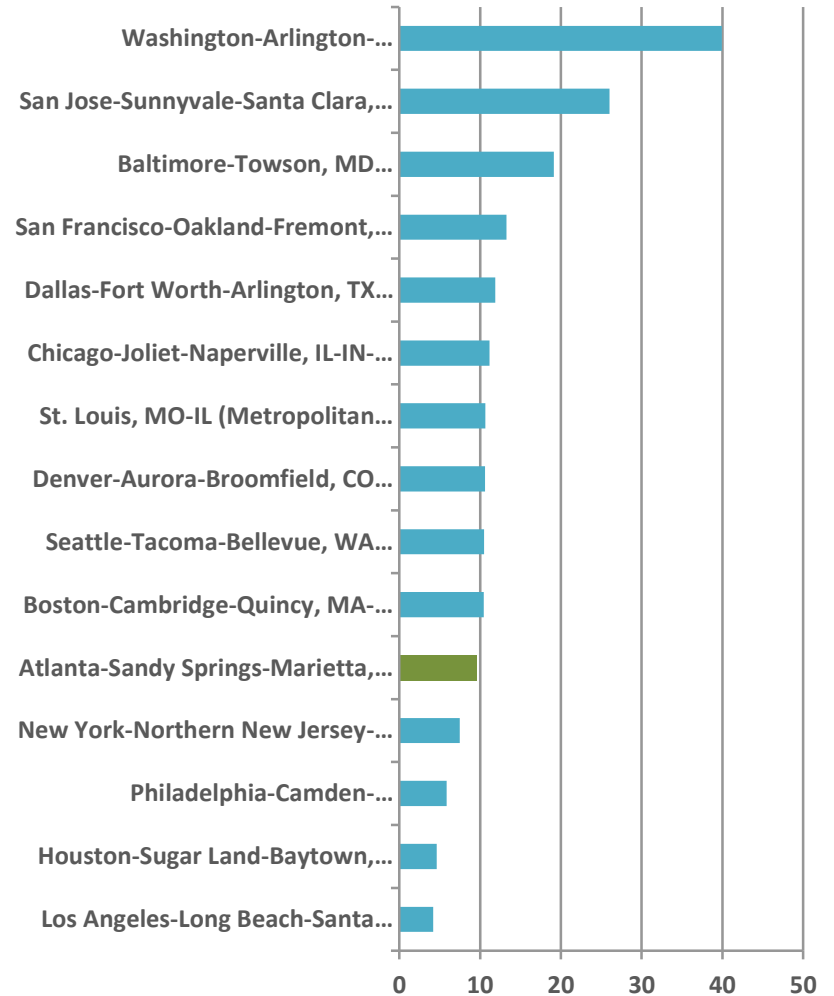 Washington-Arlington-…
San Jose-Sunnyvale-Santa Clara,…
Baltimore-Towson, MD…
San Francisco-Oakland-Fremont,…
Dallas-Fort Worth-Arlington, TX…
Chicago-Joliet-Naperville, IL-IN-…
St. Louis, MO-IL (Metropolitan…
Denver-Aurora-Broomfield, CO…
Seattle-Tacoma-Bellevue, WA…
Boston-Cambridge-Quincy, MA-…
Atlanta-Sandy Springs-Marietta,…
New York-Northern New Jersey-…
Philadelphia-Camden-…
Houston-Sugar Land-Baytown,…
Los Angeles-Long Beach-Santa…
0 10 20 30 40 50